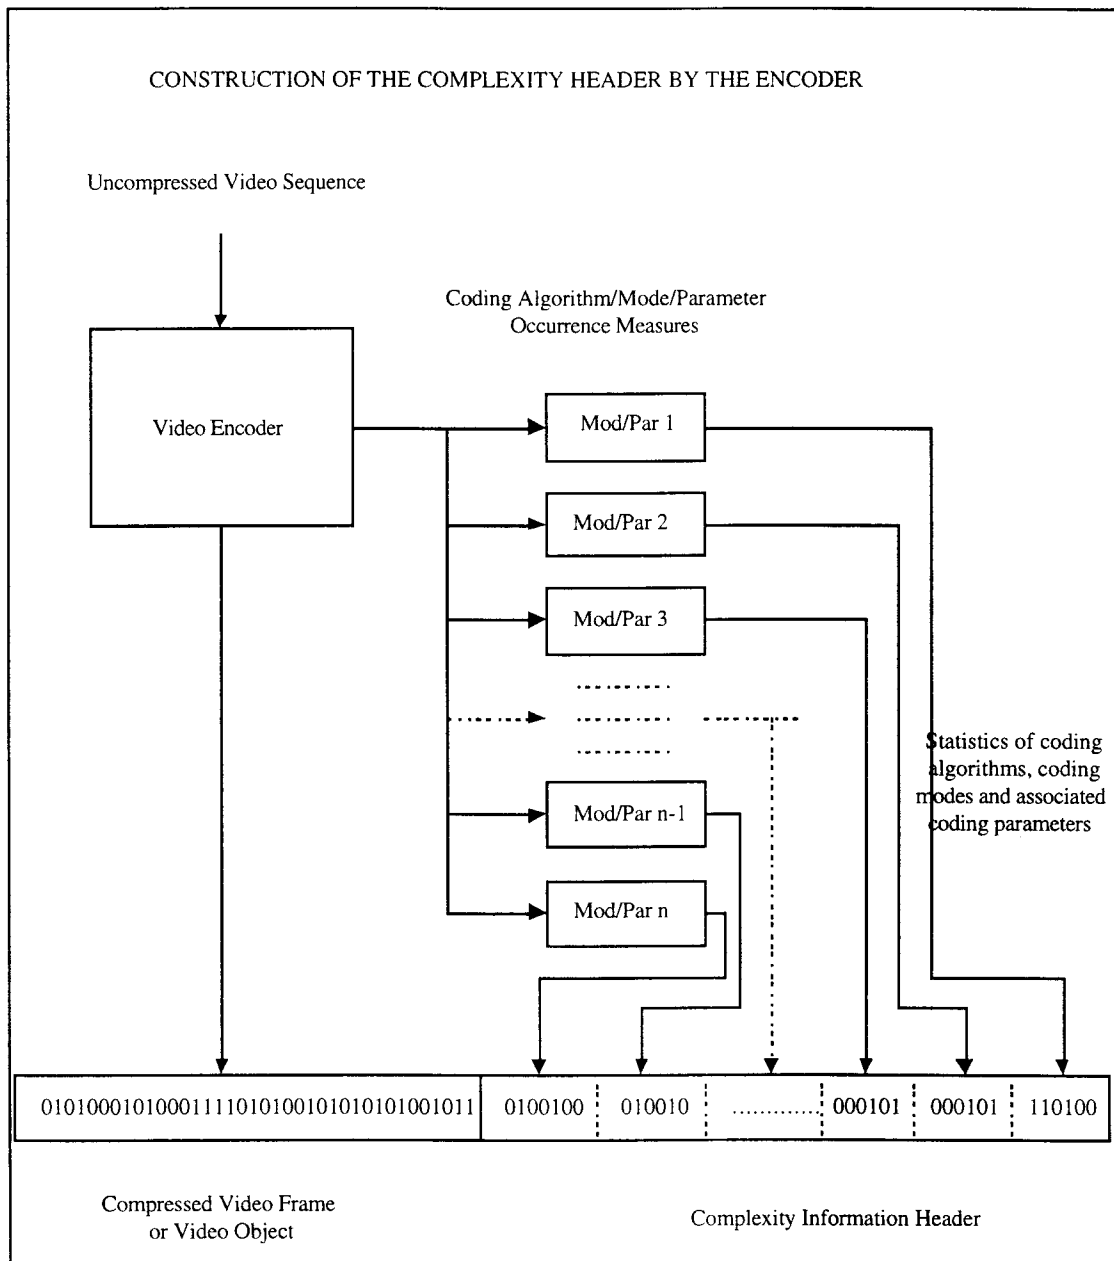 CONSTRUCTION OF THE COMPLEXITY HEADER BY THE ENCODER
Uncompressed Video Sequence
Coding Algorithm/Mode/Parameter
Occurrence Measures
Video Encoder
Mod/Par 1
Mod/Par 2
Mod/Par 3
Statistics of coding
algorithms, coding
modes and associated
coding parameters
Mod/Par n-1
Mod/Par n
0101000101000111101010010101010101001011 0100100 010010 ............. 000101 000101 110100
Compressed Video Frame
or Video Object
Complexity Information Header